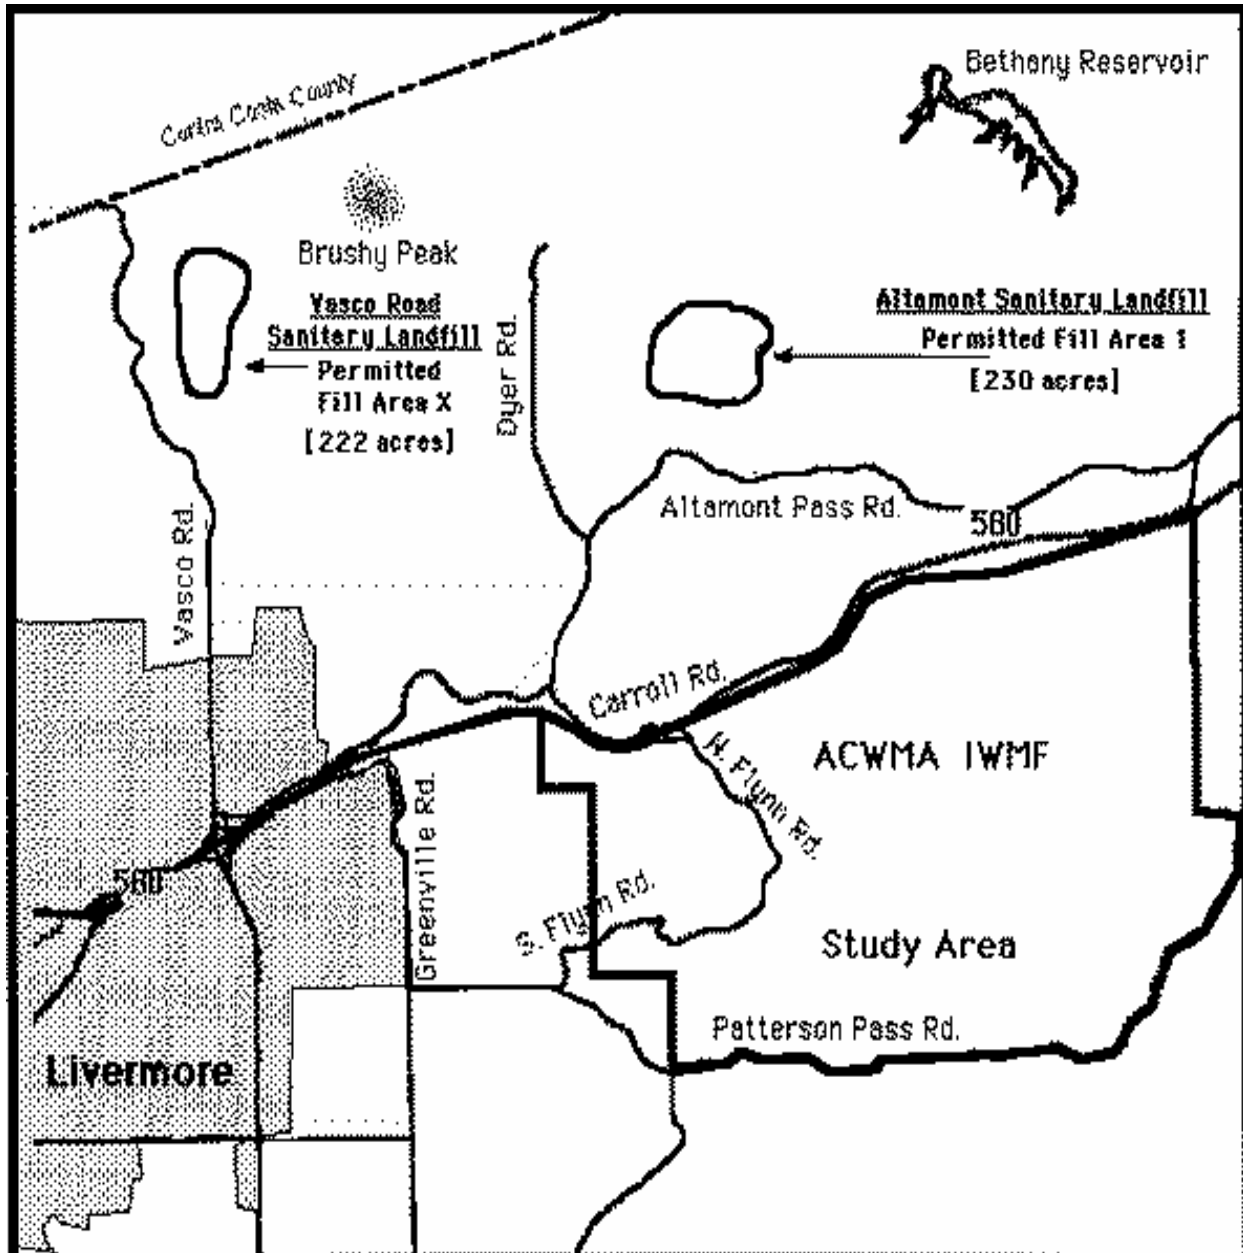 Bethany Reservoir
Contra Costa County
Brushy Peak
Vasco Road
Sanitary Landfill
Permitted
Fill Area X
[222 acres]
Dyer Rd.
Altamont Sanitary Landfill
Permitted Fill Area 1
[230 acres]
Altamont Pass Rd.
580
Vasco Rd.
Carroll Rd.
N. Flynn Rd.
ACWMA IWMF
Greenville Rd.
580
S. Flynn Rd.
Study Area
Patterson Pass Rd.
Livermore